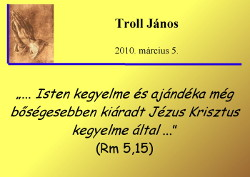 Troll János
2010. március 5.
„... Isten kegyelme és ajándéka még
bőségesebben kiáradt Jézus Krisztus
kegyelme által ..."
(Rm 5,15)